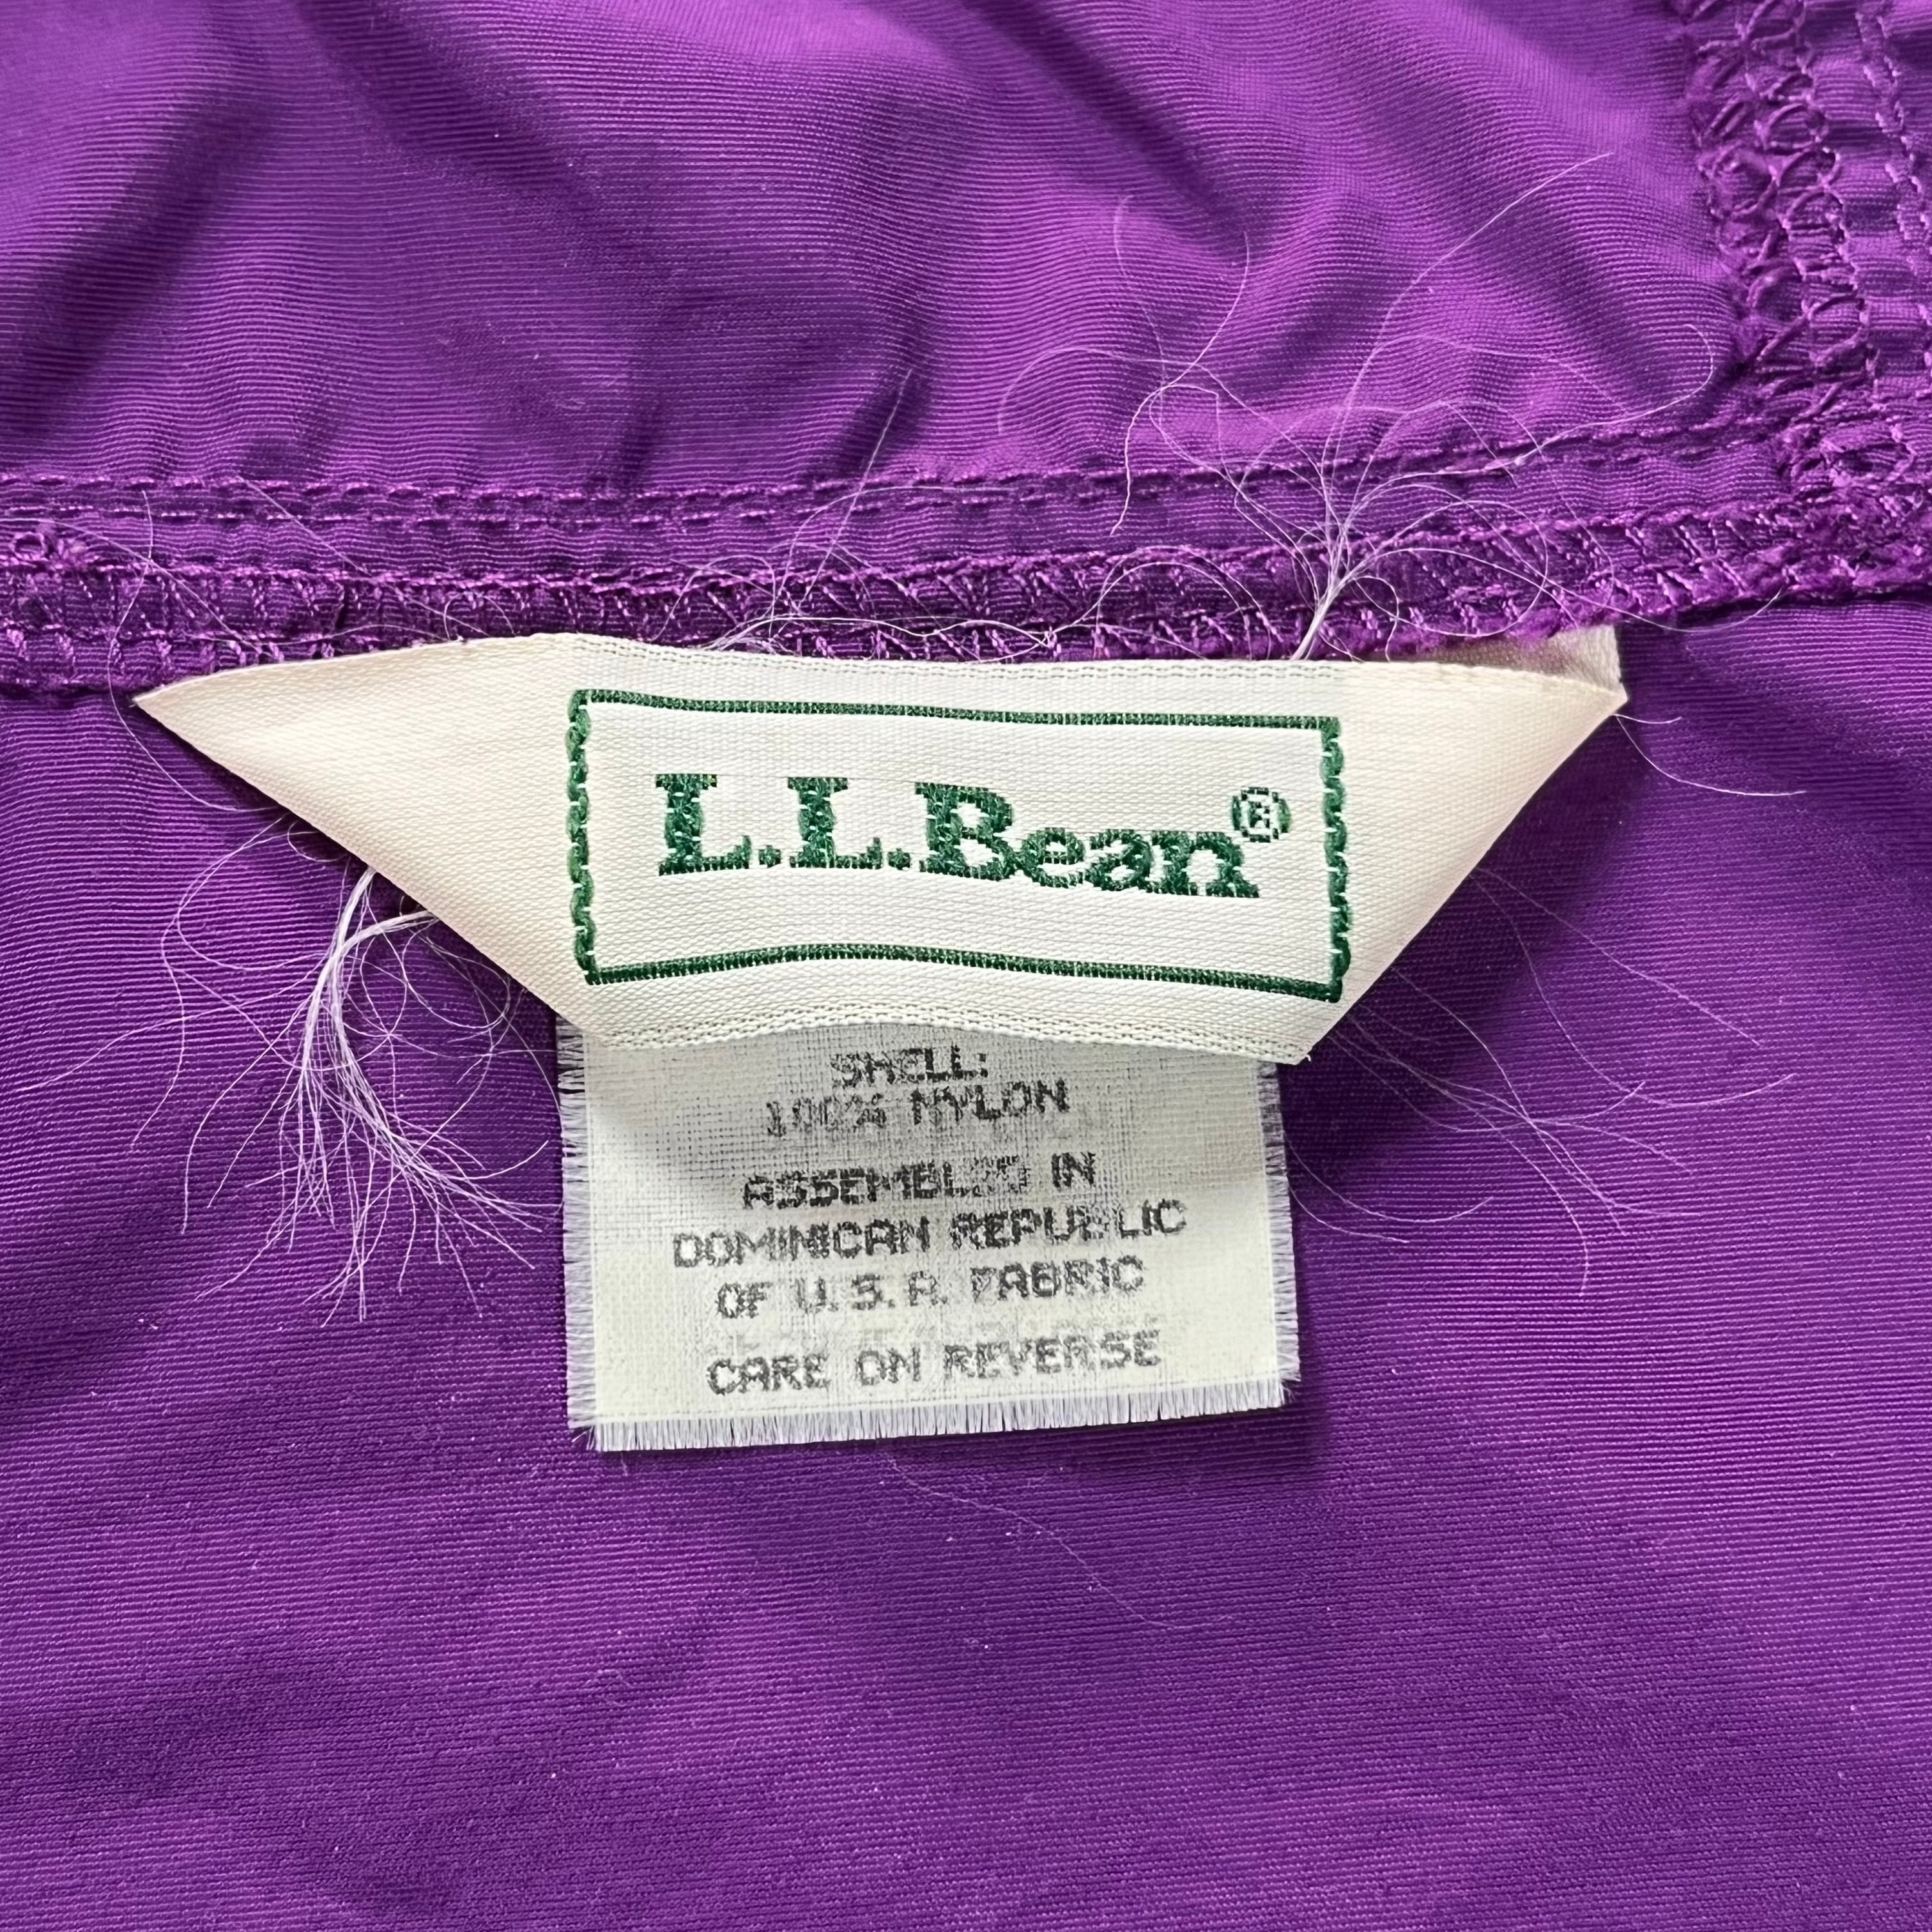 L.L.Bean®
SHELL:
100% NYLON
ASSEMBLED IN
DOMINICAN REPUBLIC
OF U.S.A. FABRIC
CARE ON REVERSE